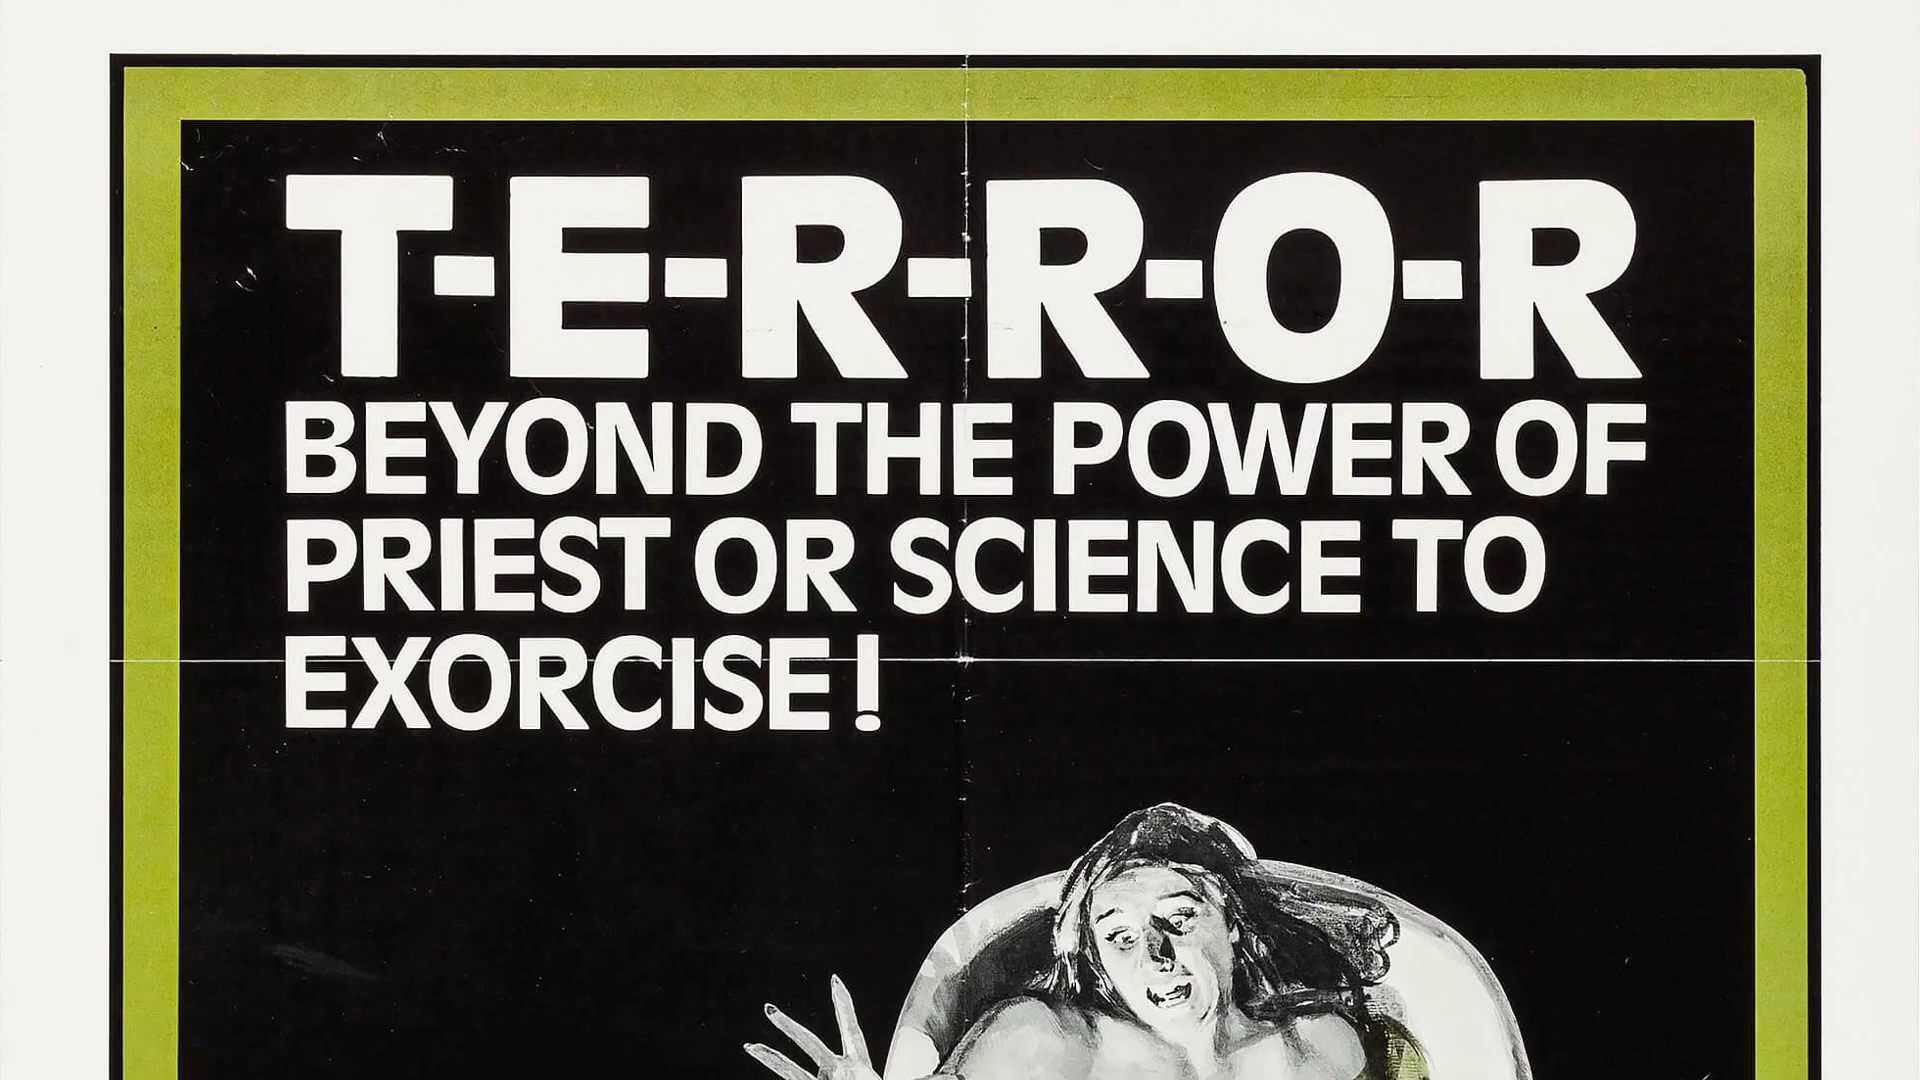 T-E-R-R-O-R
BEYOND THE POWER OF
PRIEST OR SCIENCE TO
EXORCISE!